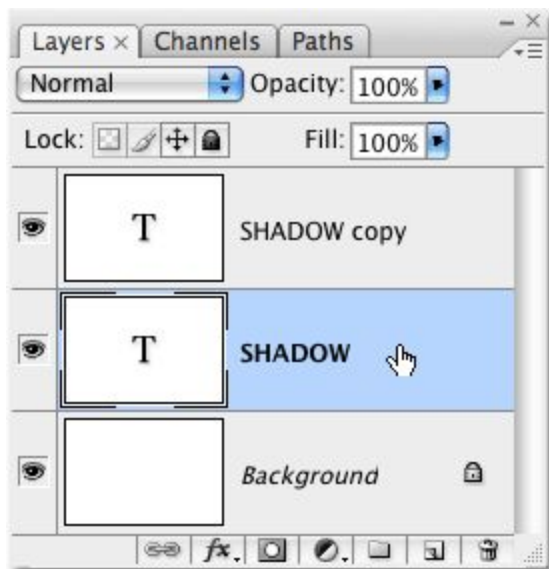 Layers × Channels Paths
Normal Opacity: 100%
Lock: Fill: 100%
T SHADOW copy
T SHADOW
Background
fx.